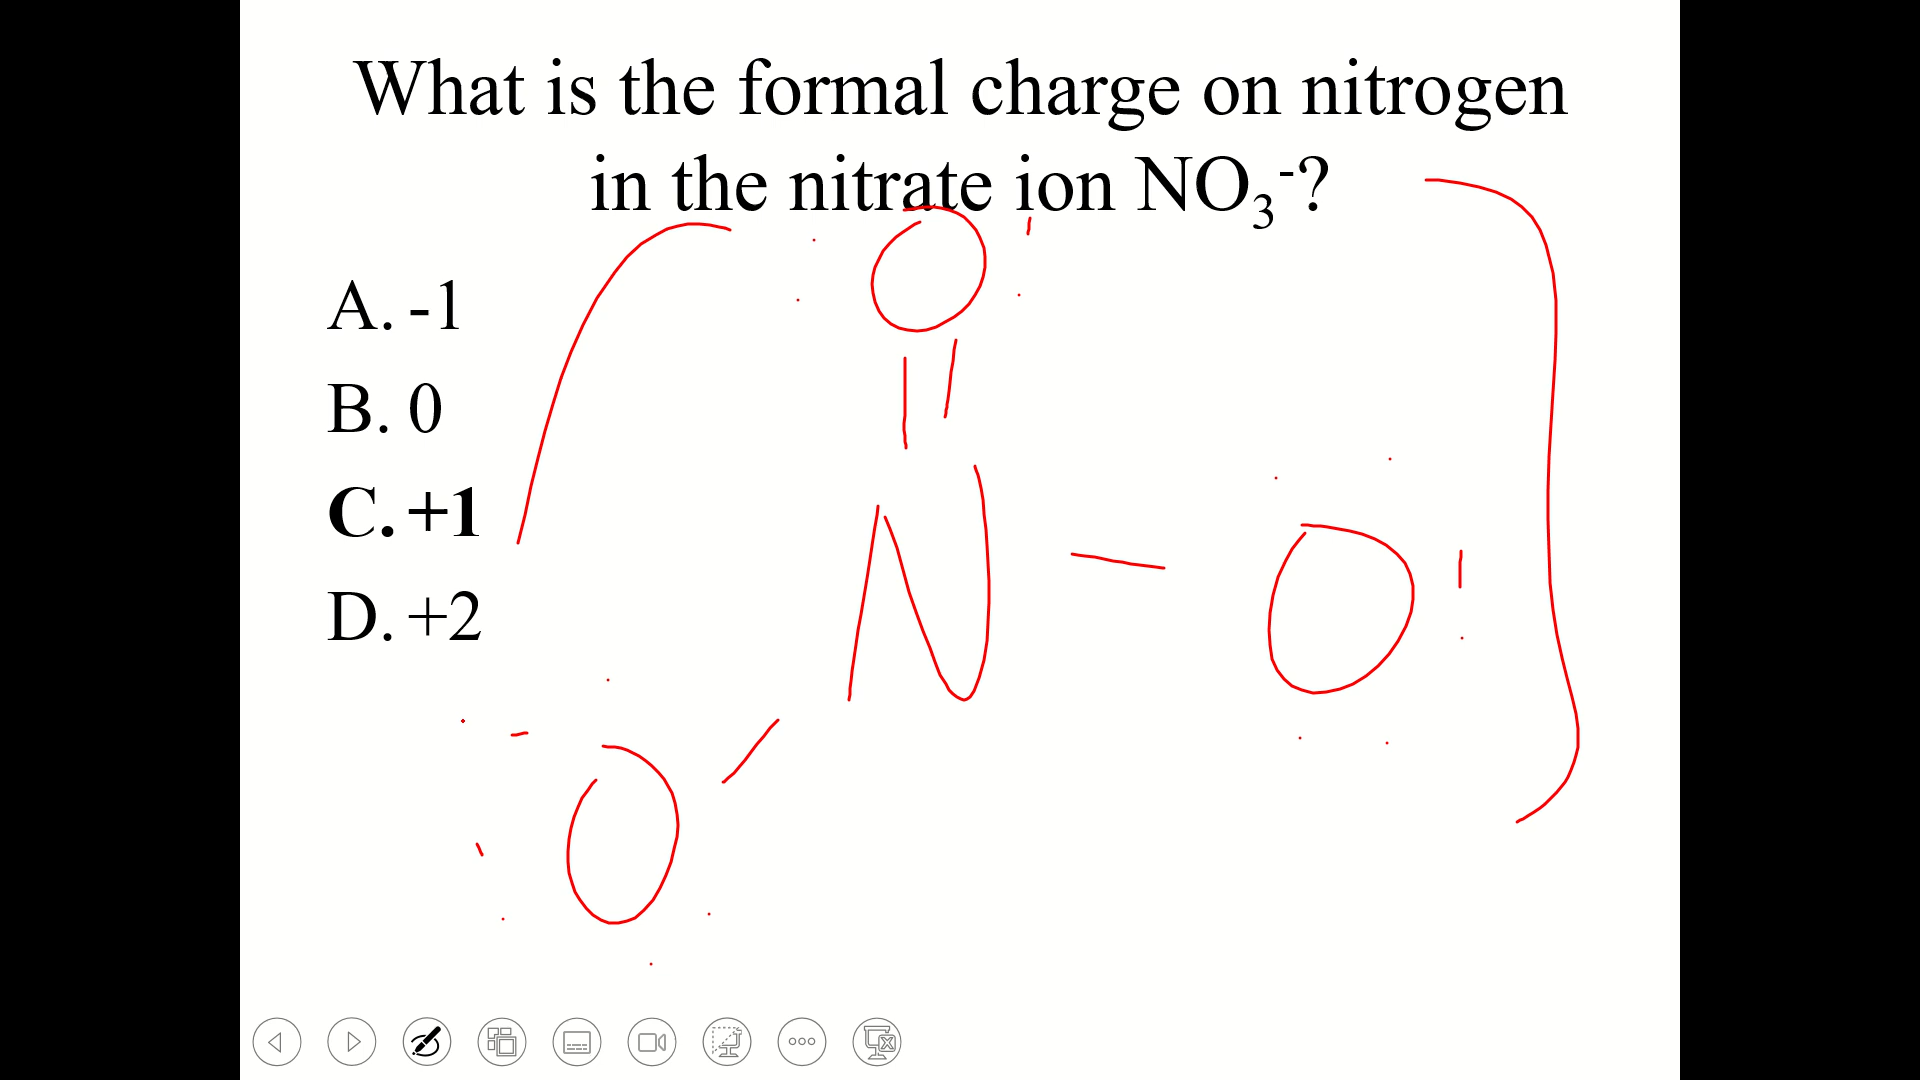 What is the formal charge on nitrogen
in the nitrate ion NO₃⁻?
A. -1
B. 0
C. +1
D. +2
O
N
O
O